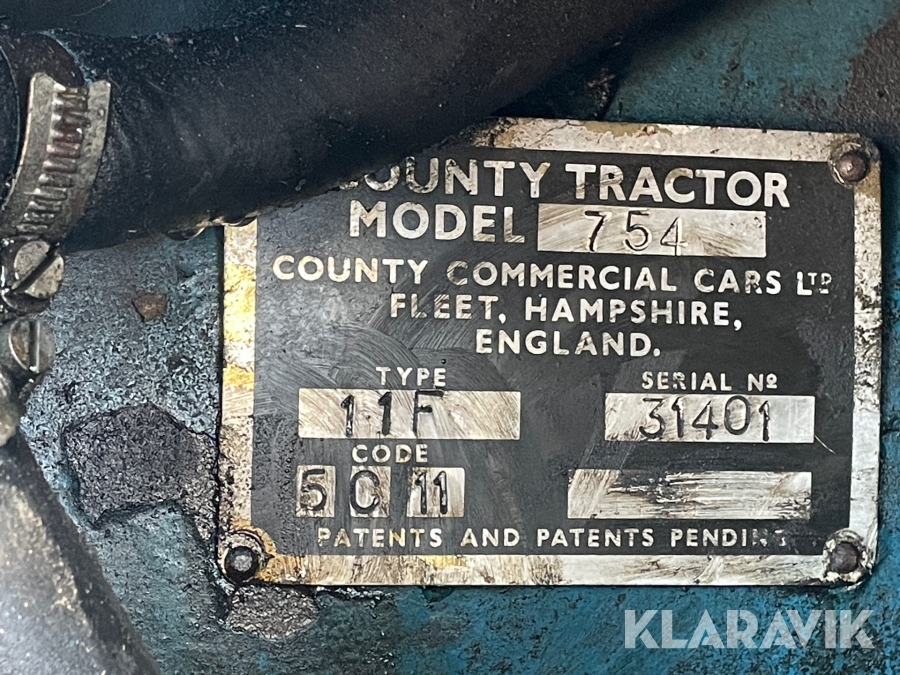 COUNTY TRACTOR
MODEL 754
COUNTY COMMERCIAL CARS LTD
FLEET, HAMPSHIRE,
ENGLAND.
TYPE SERIAL Nº
11F 31401
CODE
5 C 11
PATENTS AND PATENTS PENDING
KLARAVIK